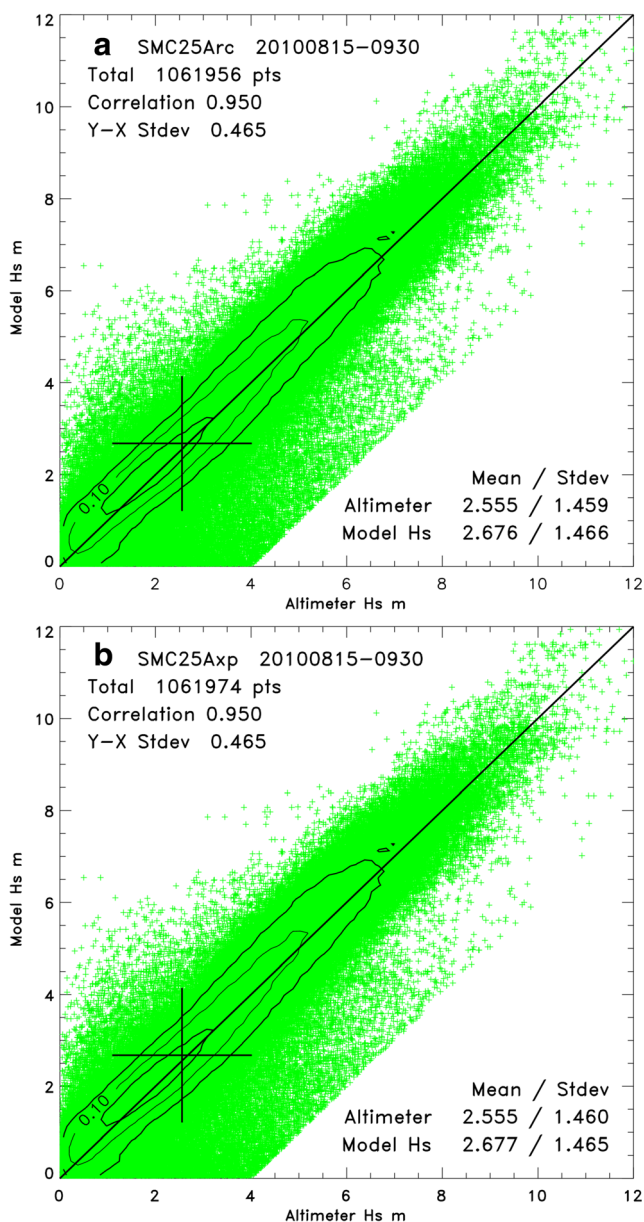 a SMC25Arc 20100815-0930
Total 1061956 pts
Correlation 0.950
Y-X Stdev 0.465
12
10
8
6
4
2
0
Model Hs m
0.10
Mean / Stdev
Altimeter 2.555 / 1.459
Model Hs 2.676 / 1.466
0 2 4 6 8 10 12
Altimeter Hs m
b SMC25Axp 20100815-0930
Total 1061974 pts
Correlation 0.950
Y-X Stdev 0.465
12
10
8
6
4
2
0
Model Hs m
0.10
Mean / Stdev
Altimeter 2.555 / 1.460
Model Hs 2.677 / 1.465
0 2 4 6 8 10 12
Altimeter Hs m